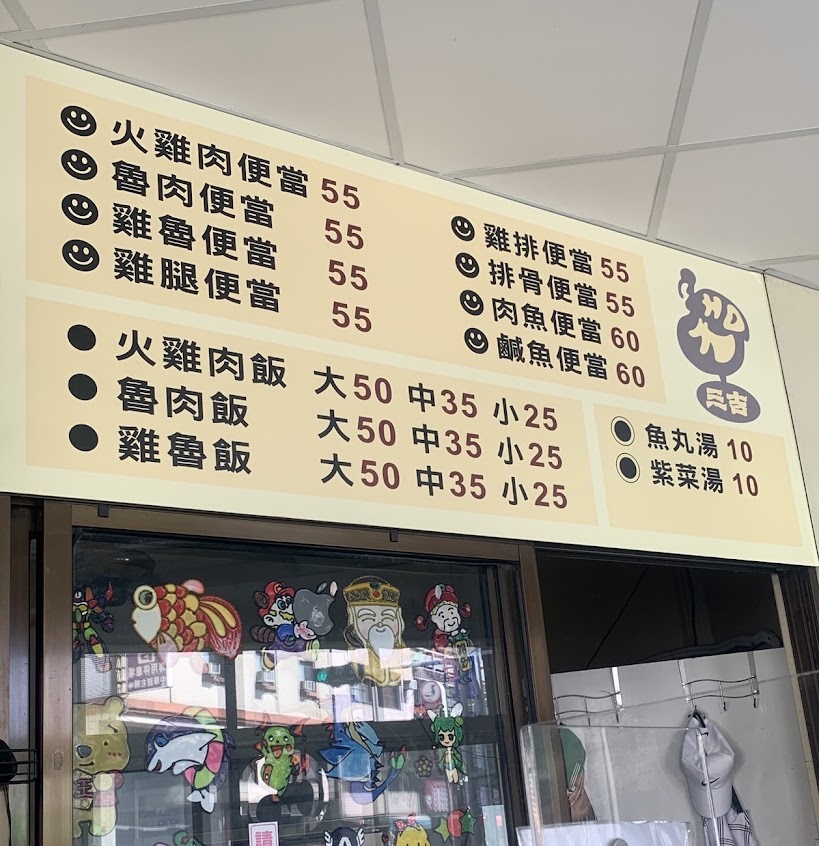 火雞肉便當 55
魯肉便當 55
雞魯便當 55
雞腿便當 55
雞排便當 55
排骨便當 55
肉魚便當 60
鹹魚便當 60
火雞肉飯 大50 中35 小25
魯肉飯 大50 中35 小25
雞魯飯 大50 中35 小25
魚丸湯 10
紫菜湯 10
請